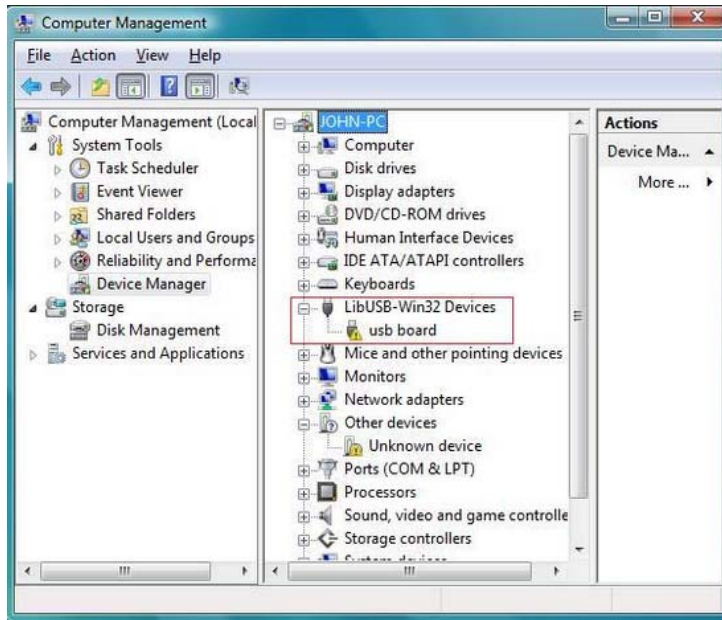 Computer Management
File Action View Help
Computer Management (Local
System Tools
Task Scheduler
Event Viewer
Shared Folders
Local Users and Groups
Reliability and Performa
Device Manager
Storage
Disk Management
Services and Applications
JOHN-PC
Computer
Disk drives
Display adapters
DVD/CD-ROM drives
Human Interface Devices
IDE ATA/ATAPI controllers
Keyboards
LibUSB-Win32 Devices
usb board
Mice and other pointing devices
Monitors
Network adapters
Other devices
Unknown device
Ports (COM & LPT)
Processors
Sound, video and game controlle
Storage controllers
System devices
Actions
Device Ma...
More ...